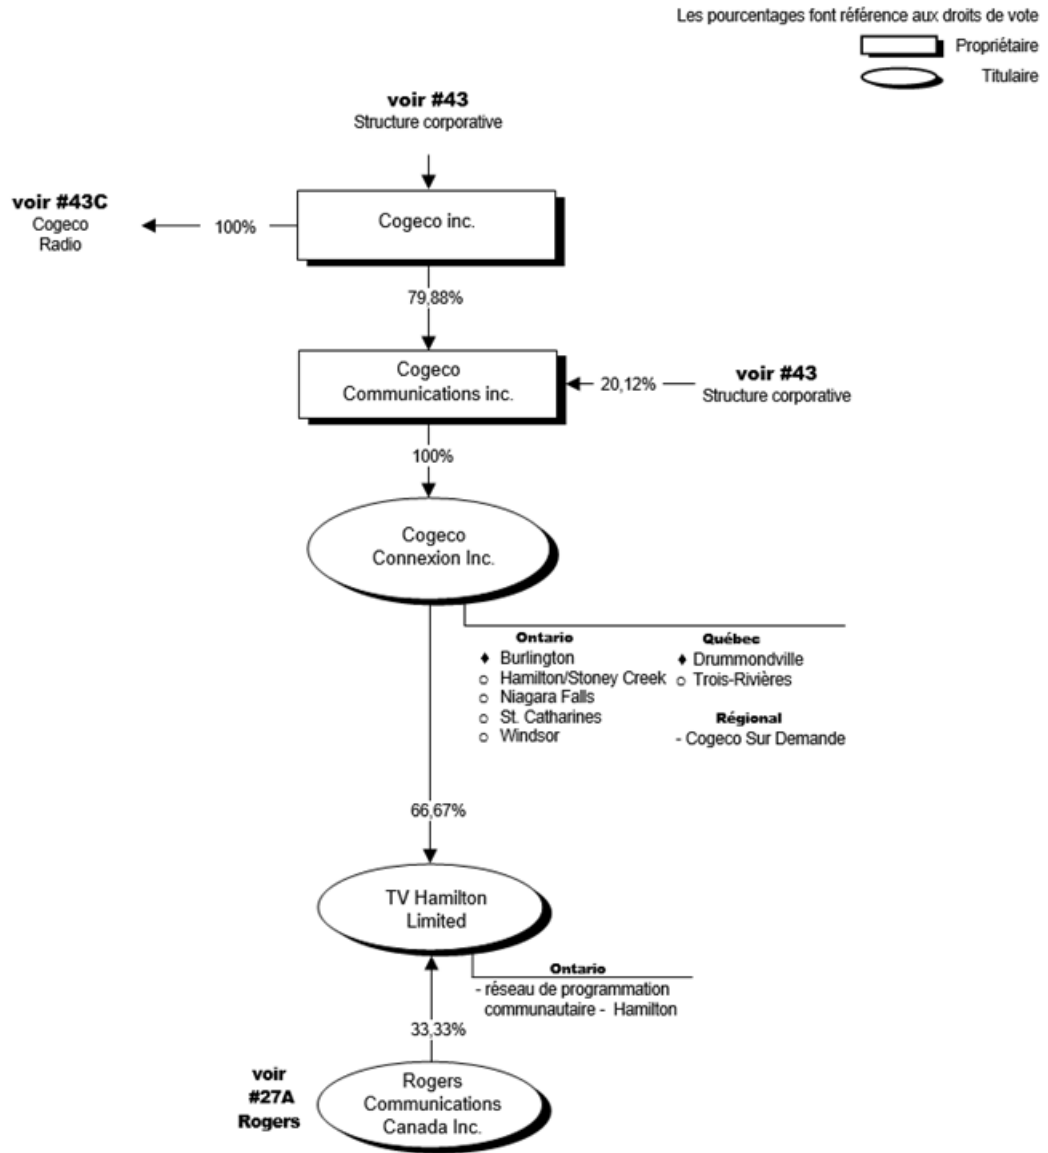 Les pourcentages font référence aux droits de vote
Propriétaire
Titulaire
voir #43
Structure corporative
voir #43C
Cogeco
Radio
100%
Cogeco inc.
79,88%
Cogeco
Communications inc.
20,12%
voir #43
Structure corporative
100%
Cogeco
Connexion Inc.
Ontario
♦ Burlington
○ Hamilton/Stoney Creek
○ Niagara Falls
○ St. Catharines
○ Windsor
Québec
♦ Drummondville
○ Trois-Rivières
Régional
- Cogeco Sur Demande
66,67%
TV Hamilton
Limited
Ontario
- réseau de programmation
communautaire - Hamilton
33,33%
voir
#27A
Rogers
Rogers
Communications
Canada Inc.